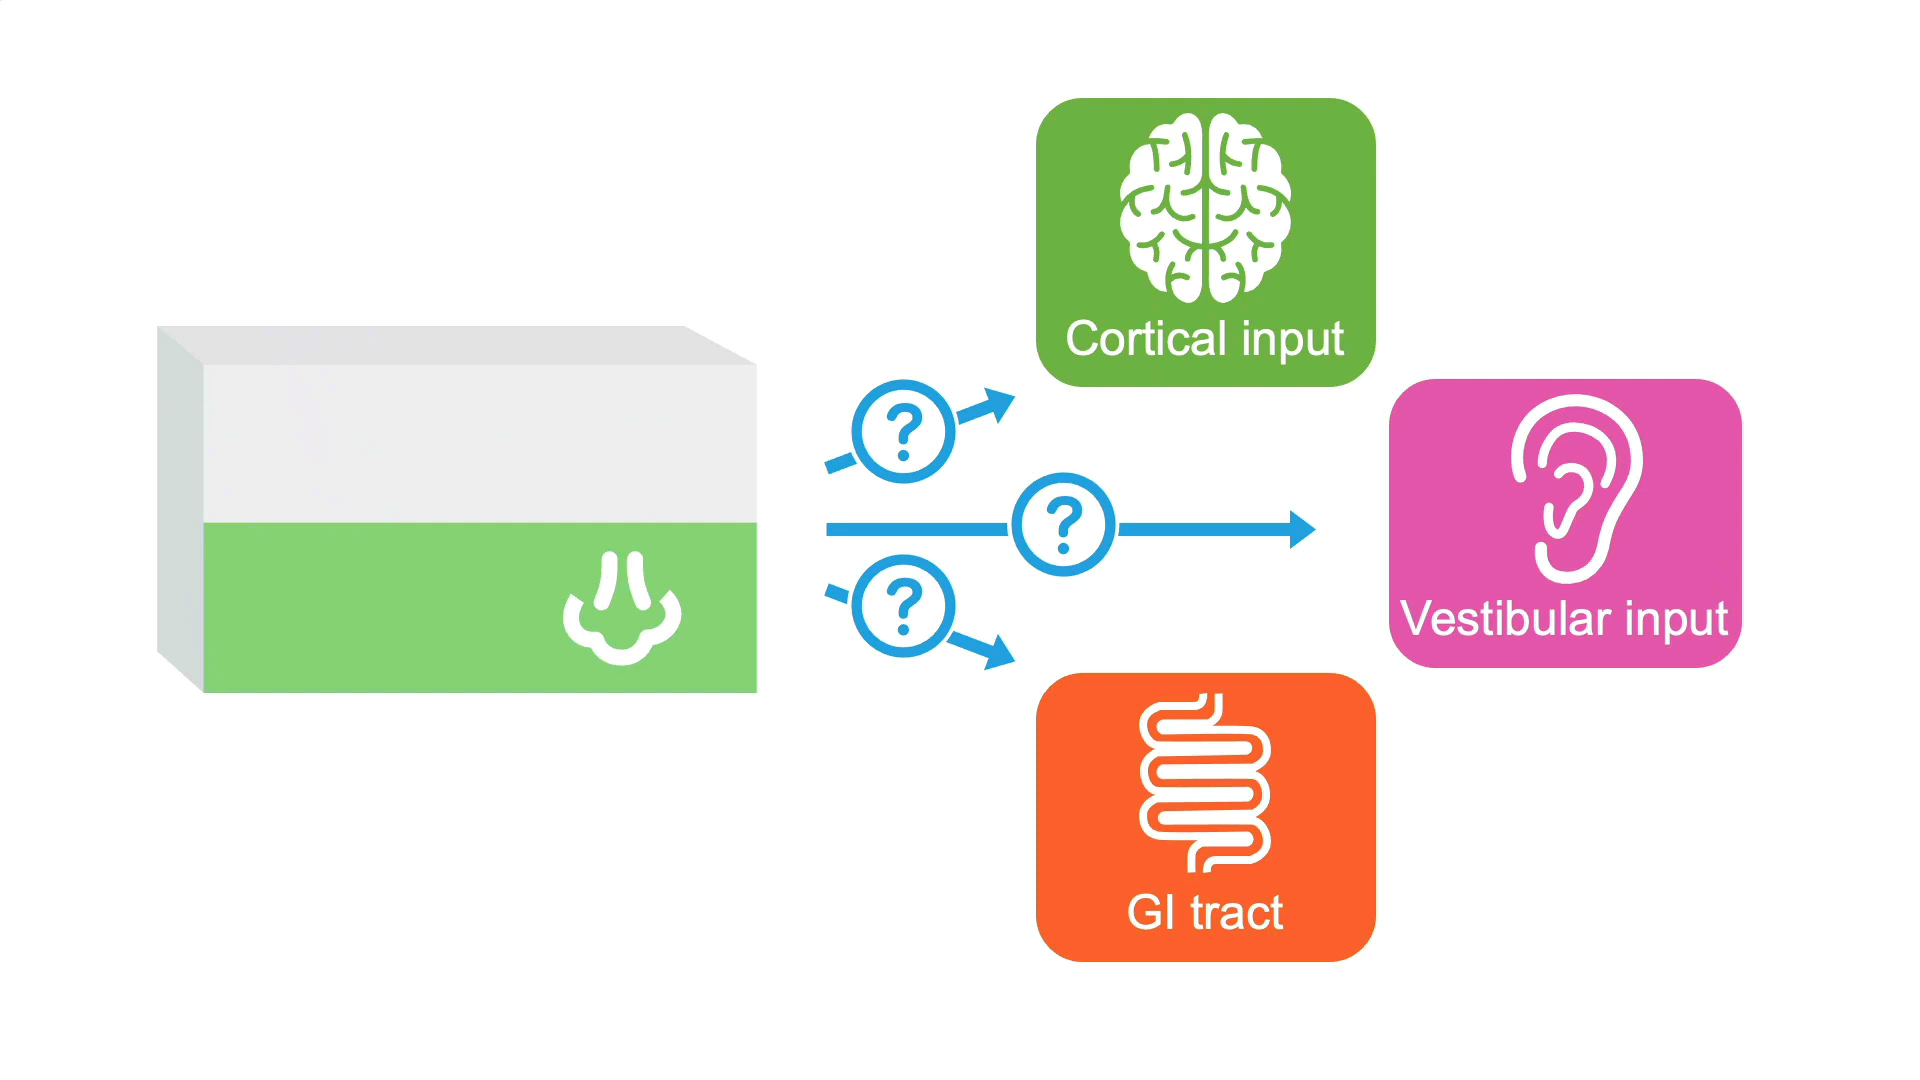 Cortical input
?
?
Vestibular input
?
GI tract